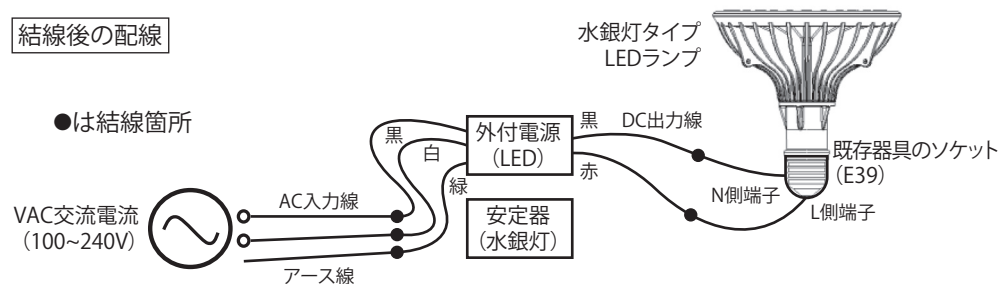 結線後の配線
●は結線箇所
VAC交流電流
（100~240V）
AC入力線
アース線
黒
白
緑
外付電源
（LED）
安定器
（水銀灯）
黒
赤
DC出力線
水銀灯タイプ
LEDランプ
既存器具のソケット
（E39）
N側端子
L側端子